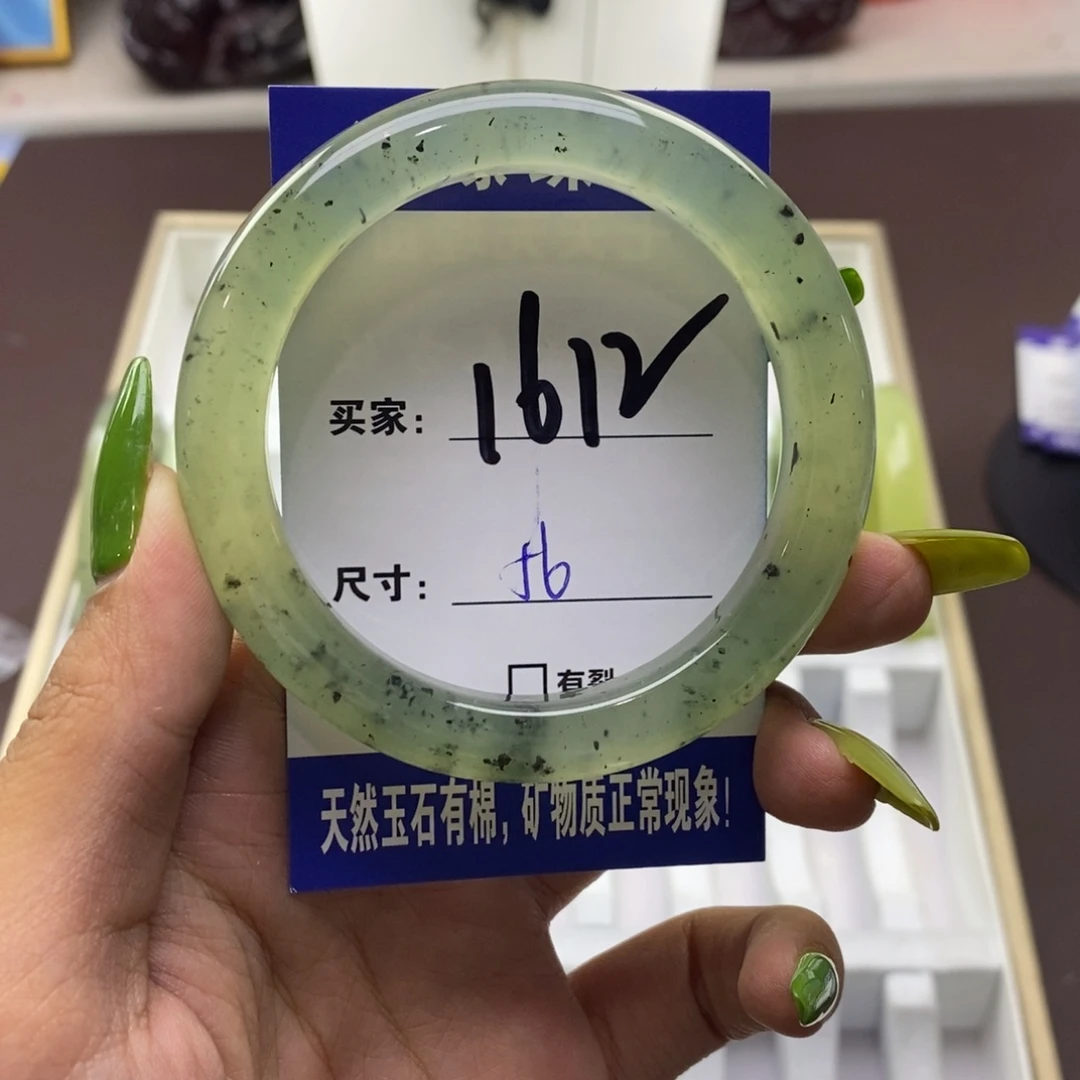 买家：1612
尺寸：56
□有裂
天然玉石有棉，矿物质正常现象！